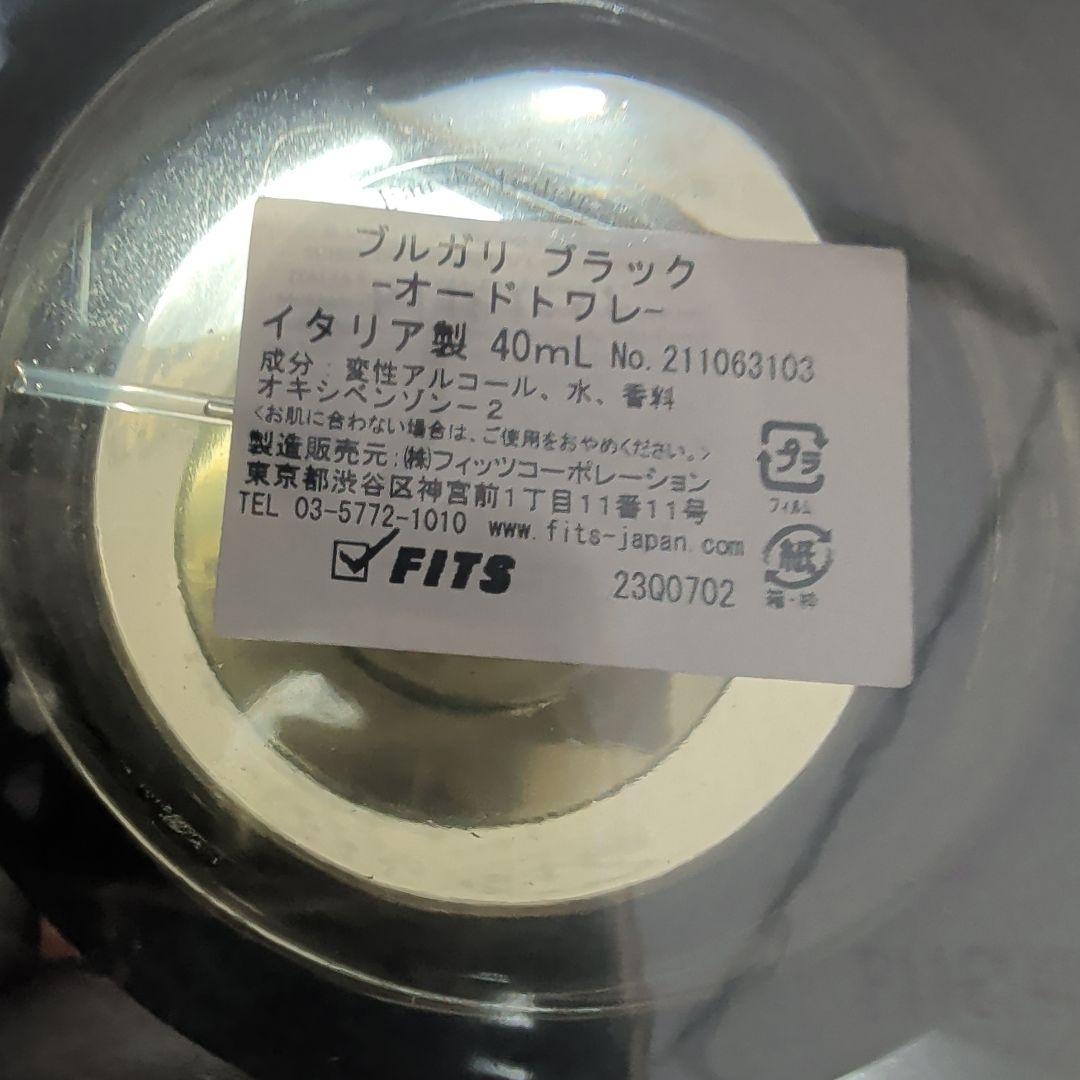 Eau de Toilette
ブルガリ ブラック
-オードトワレ-
イタリア製 40mL No.211063103
成分:変性アルコール、水、香料
オキシベンゾン－2
<お肌に合わない場合は、ご使用をおやめください。>
製造販売元:㈱フィッツコーポレーション
東京都渋谷区神宮前1丁目11番11号
TEL 03-5772-1010 www.fits-japan.com
FITS 23Q0702
プラ
フィルム
紙
箱・枠